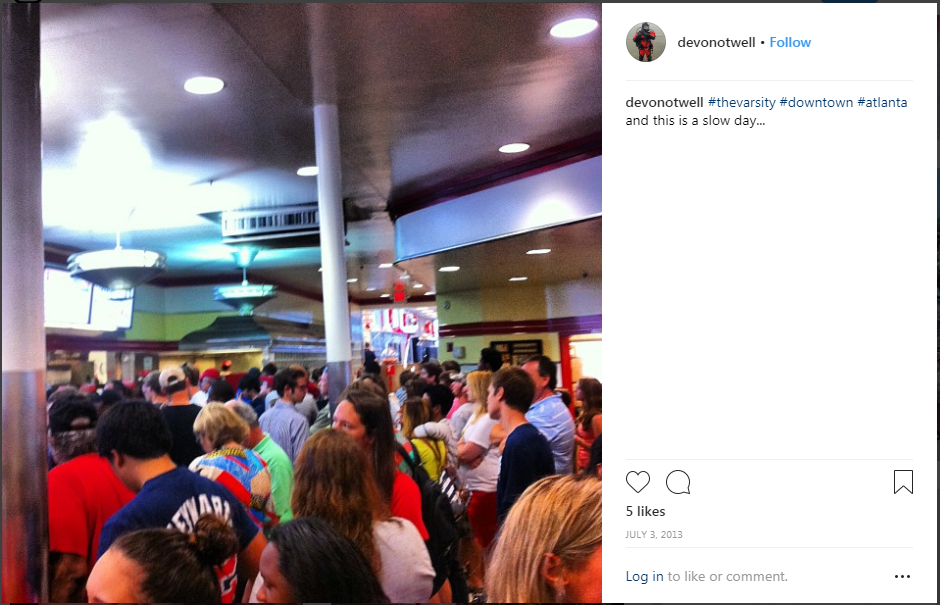 devonotwell • Follow
devonotwell #thevarsity #downtown #atlanta
and this is a slow day...
HEYWARD
5 likes
JULY 3, 2013
Log in to like or comment.